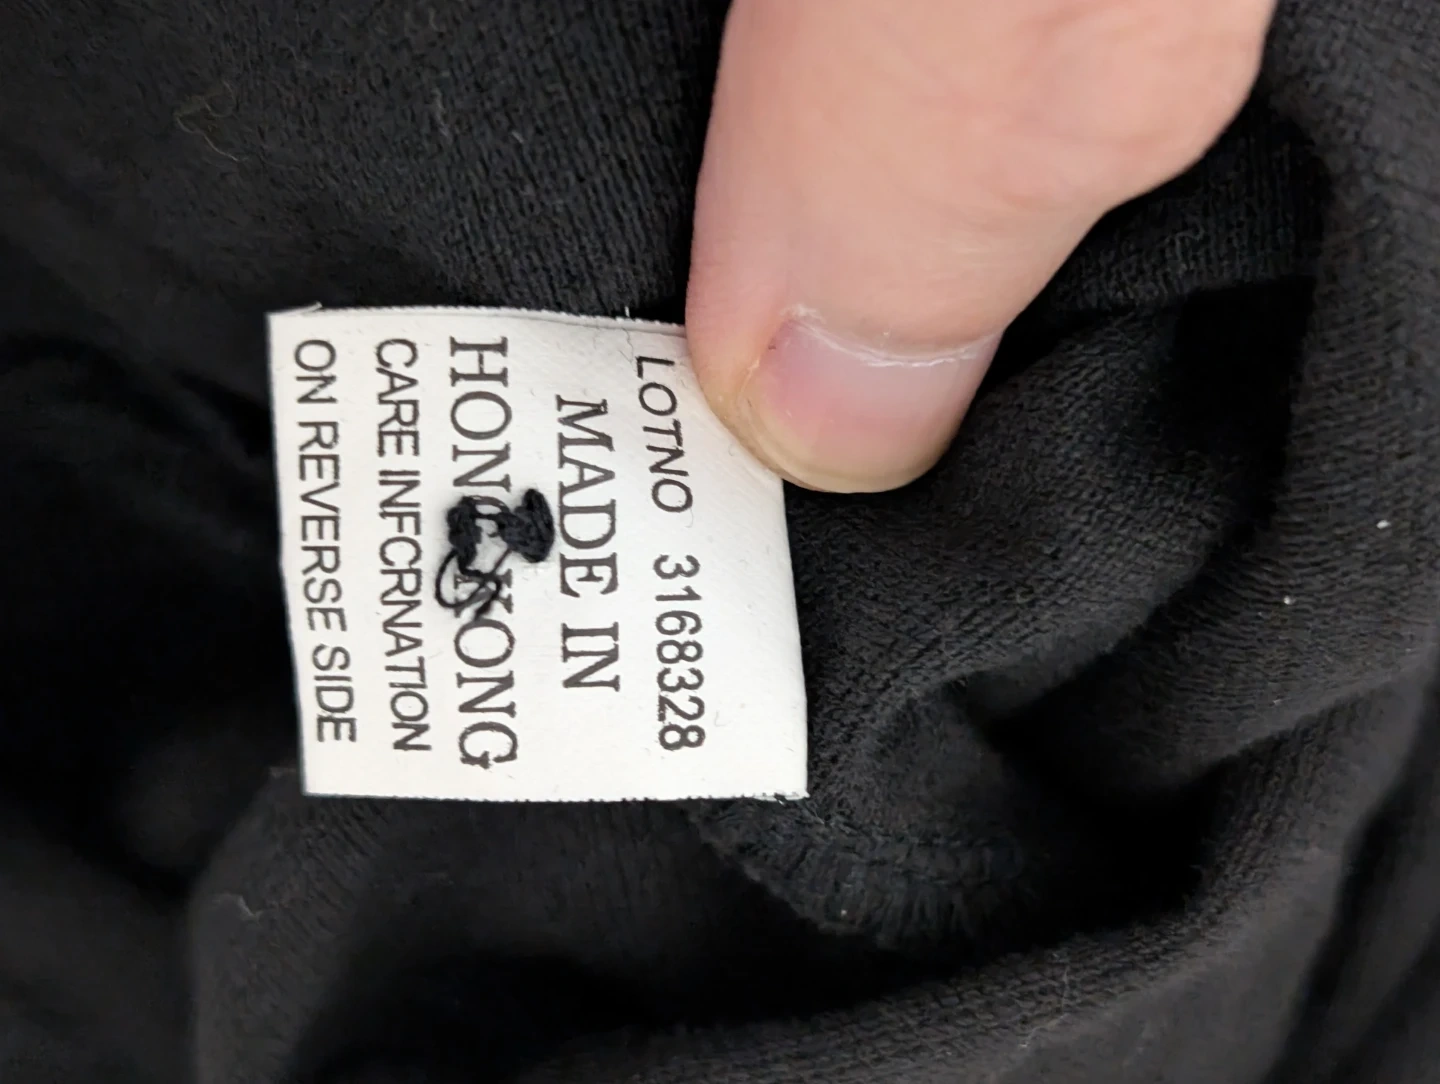 LOTNO 3168328
MADE IN
HONG KONG
CARE INFCRNATION
ON REVERSE SIDE